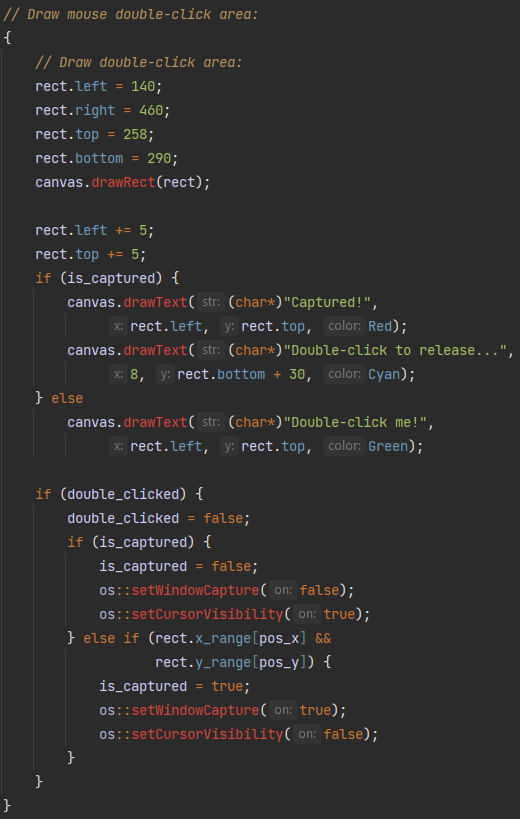 // Draw mouse double-click area:
{
    // Draw double-click area:
    rect.left = 140;
    rect.right = 460;
    rect.top = 258;
    rect.bottom = 290;
    canvas.drawRect(rect);

    rect.left += 5;
    rect.top += 5;
    if (is_captured) {
        canvas.drawText( str: (char*)"Captured!",
             x: rect.left, y: rect.top, color: Red);
        canvas.drawText( str: (char*)"Double-click to release...",
             x: 8, y: rect.bottom + 30, color: Cyan);
    } else
        canvas.drawText( str: (char*)"Double-click me!",
             x: rect.left, y: rect.top, color: Green);

    if (double_clicked) {
        double_clicked = false;
        if (is_captured) {
            is_captured = false;
            os::setWindowCapture( on: false);
            os::setCursorVisibility( on: true);
        } else if (rect.x_range[pos_x] &&
                   rect.y_range[pos_y]) {
            is_captured = true;
            os::setWindowCapture( on: true);
            os::setCursorVisibility( on: false);
        }
    }
}